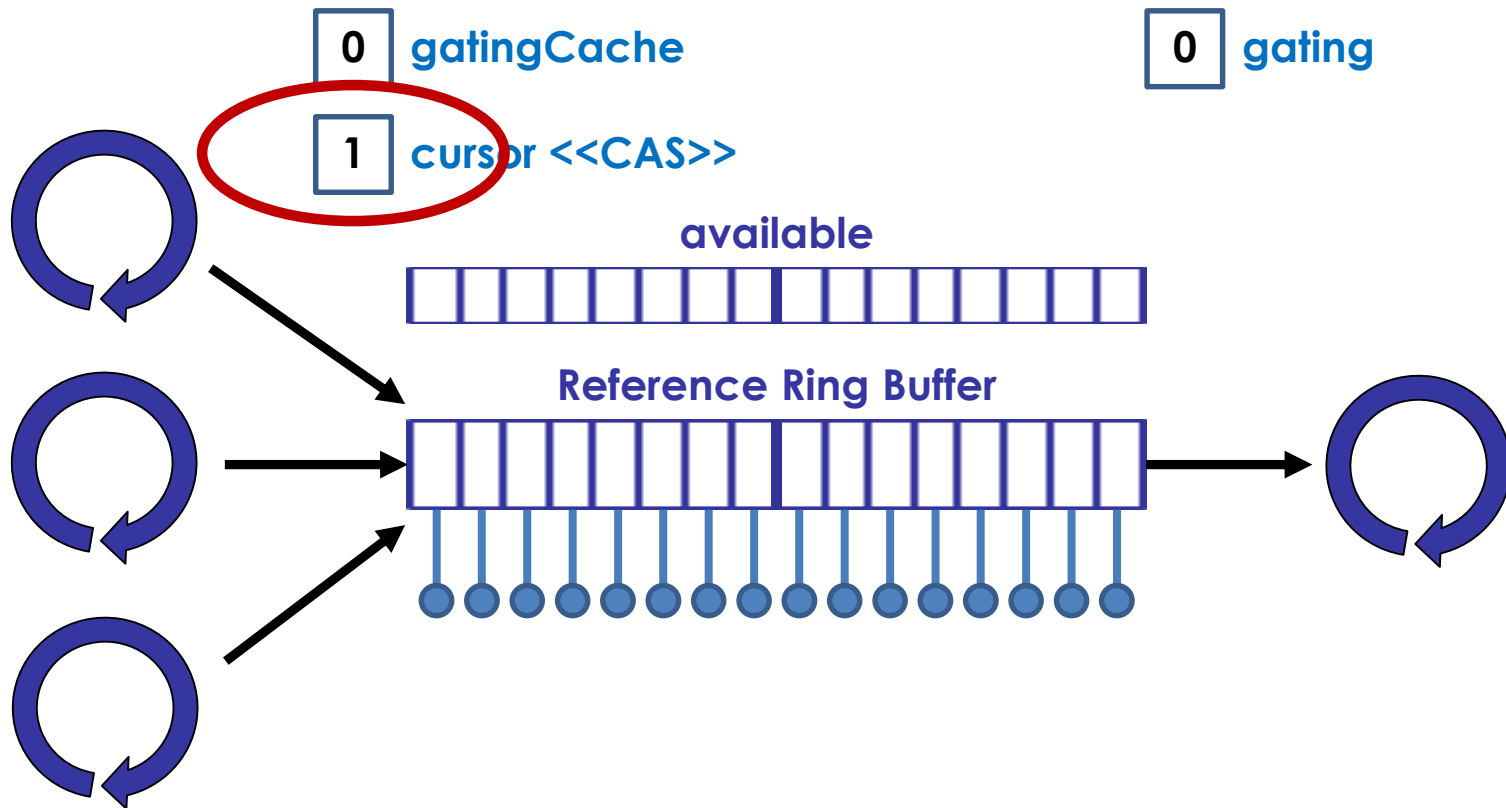 0 gatingCache
0 gating
1 cursor <<CAS>>
available
Reference Ring Buffer